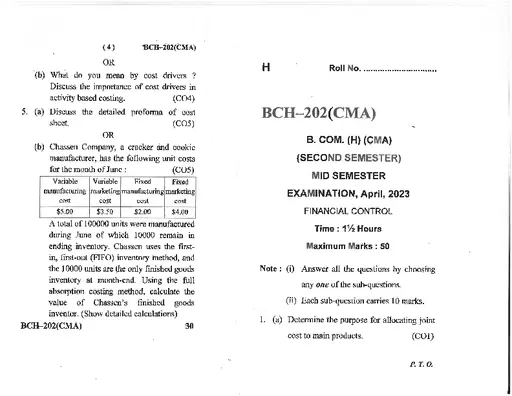 ( 4 ) BCH–202(CMA)
OR
(b) What do you mean by cost drivers ?
Discuss the importance of cost drivers in
activity based costing. (CO4)
5. (a) Discuss the detailed proforma of cost
sheet. (CO5)
OR
(b) Chassen Company, a cracker and cookie
manufacturer, has the following unit costs
for the month of June : (CO5)
Variable Variable Fixed Fixed
manufacturing marketing manufacturing marketing
cost cost cost cost
$5.00 $3.50 $2.00 $4.00
A total of 100000 units were manufactured
during June of which 10000 remain in
ending inventory. Chassen uses the first-
in, first-out (FIFO) inventory method, and
the 10000 units are the only finished goods
inventory at month-end. Using the full
absorption costing method, calculate the
value of Chassen's finished goods
inventor. (Show detailed calculations)
BCH–202(CMA) 30
H Roll No. ..............................
BCH–202(CMA)
B. COM. (H) (CMA)
(SECOND SEMESTER)
MID SEMESTER
EXAMINATION, April, 2023
FINANCIAL CONTROL
Time : 1½ Hours
Maximum Marks : 50
Note : (i) Answer all the questions by choosing
any one of the sub-questions.
(ii) Each sub-question carries 10 marks.
1. (a) Determine the purpose for allocating joint
cost to main products. (CO1)
P. T. O.